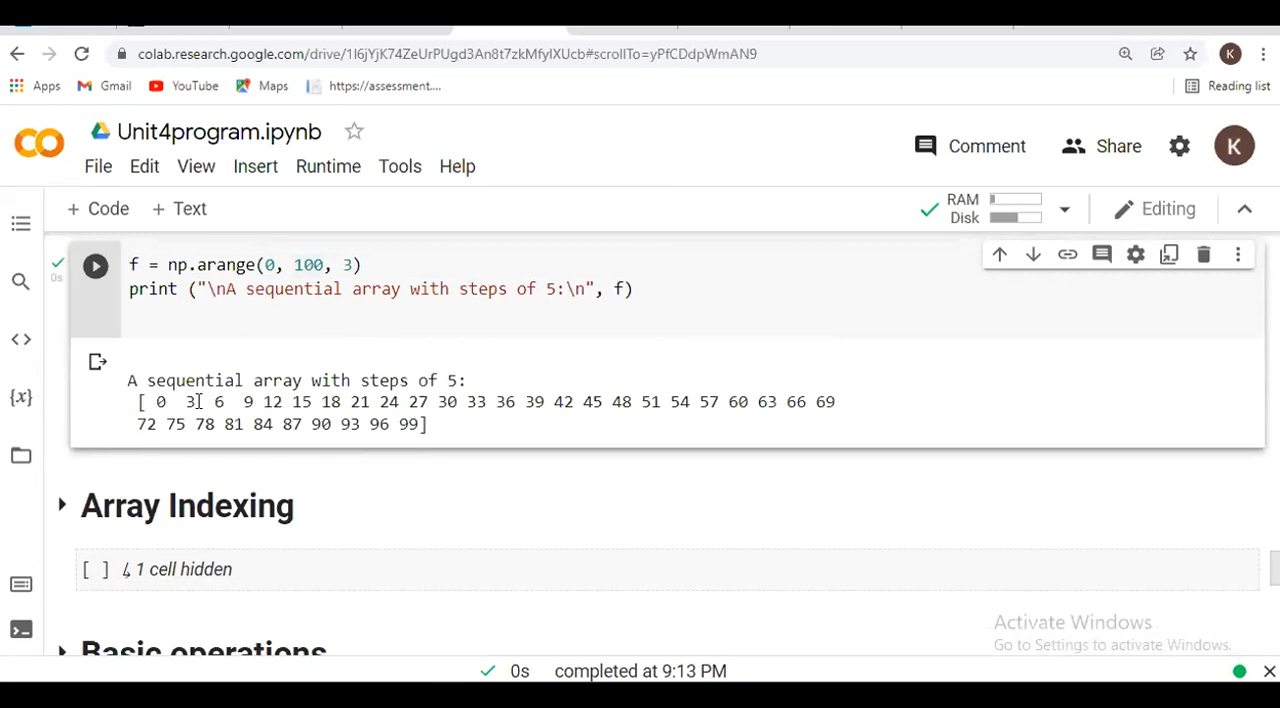 colab.research.google.com/drive/1I6jYjK74ZeUrPUgd3An8t7zkMfyIXUcb#scrollTo=yPfCDdpWmAN9
K
Apps Gmail YouTube Maps https://assessment.... Reading list
CO Unit4program.ipynb
Comment Share K
File Edit View Insert Runtime Tools Help
+ Code + Text
RAM
Disk
Editing
f = np.arange(0, 100, 3)
0s
print ("\nA sequential array with steps of 5:\n", f)
A sequential array with steps of 5:
[ 0 3 6 9 12 15 18 21 24 27 30 33 36 39 42 45 48 51 54 57 60 63 66 69
72 75 78 81 84 87 90 93 96 99]
{x}
Array Indexing
[ ] ↳ 1 cell hidden
Activate Windows
Go to Settings to activate Windows.
Basic operations
0s completed at 9:13 PM